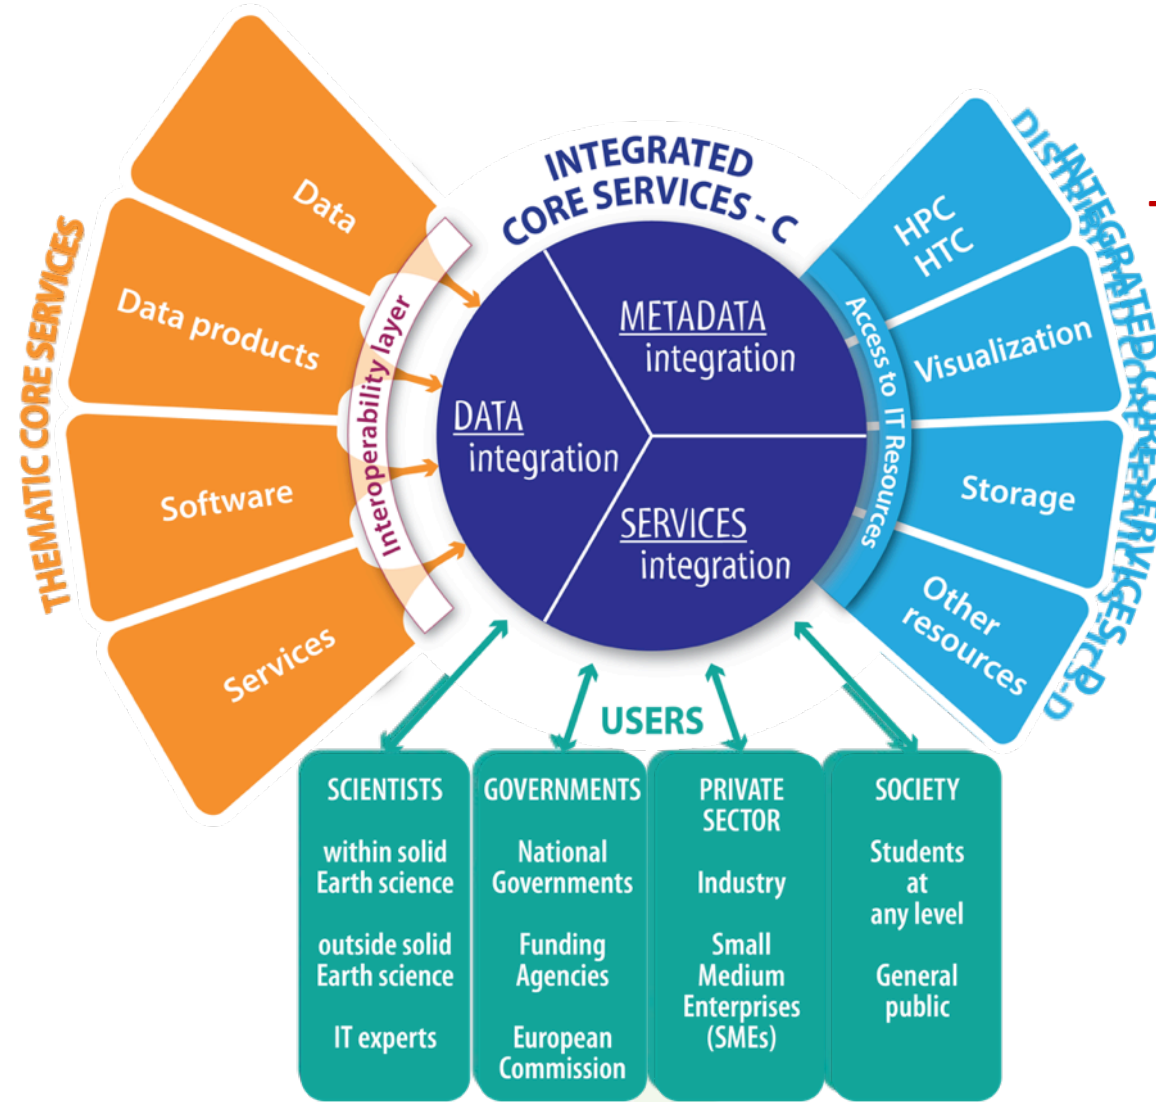 THEMATIC CORE SERVICES
Data
Data products
Software
Services
Interoperability layer
INTEGRATED
CORE SERVICES - C
METADATA
integration
DATA
integration
SERVICES
integration
Access to IT Resources
HPC
HTC
Visualization
Storage
Other
resources
INTEGRATED CORE SERVICES - D
USERS
SCIENTISTS
within solid
Earth science
outside solid
Earth science
IT experts
GOVERNMENTS
National
Governments
Funding
Agencies
European
Commission
PRIVATE
SECTOR
Industry
Small
Medium
Enterprises
(SMEs)
SOCIETY
Students
at
any level
General
public